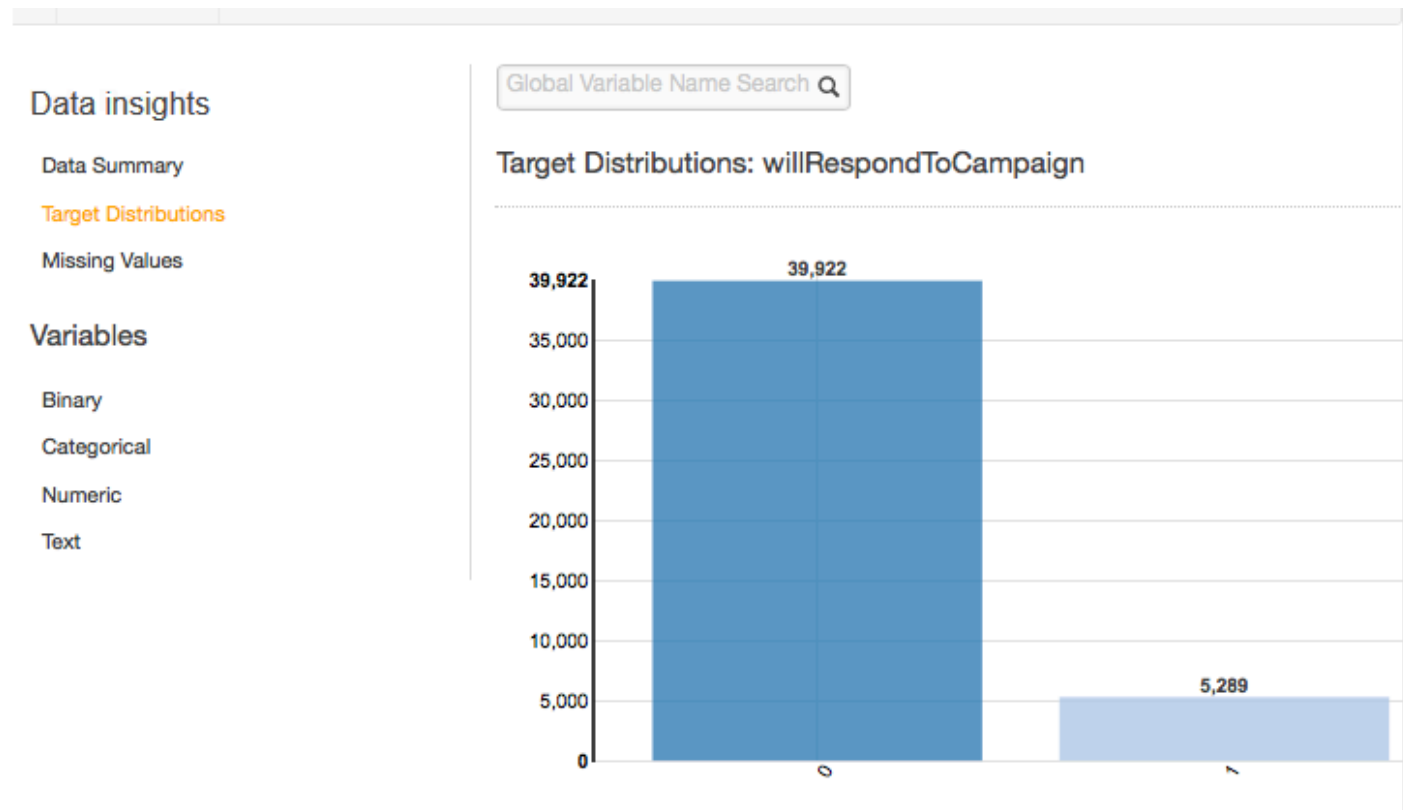 Data insights
Data Summary
Target Distributions
Missing Values
Variables
Binary
Categorical
Numeric
Text
Global Variable Name Search
Target Distributions: willRespondToCampaign
39,922
39,922
35,000
30,000
25,000
20,000
15,000
10,000
5,289
5,000
0
0
1